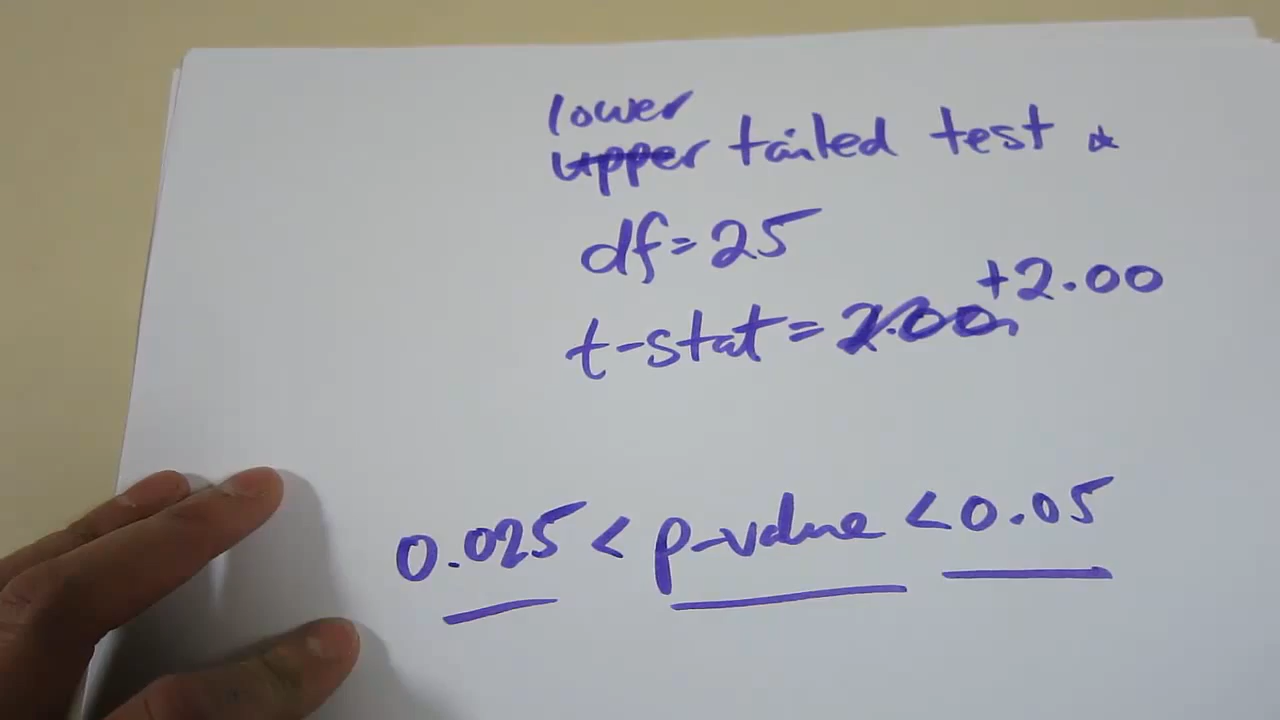 lower
upper tailed test *
df=25
+2.00
t-stat = 2.00
0.025 < p-value < 0.05